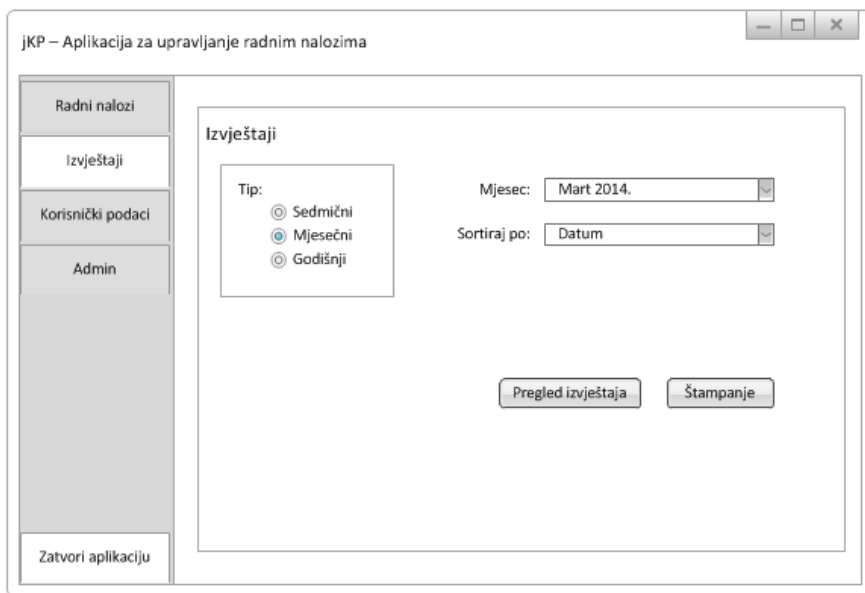 jKP – Aplikacija za upravljanje radnim nalozima
Radni nalozi
Izvještaji
Korisnički podaci
Admin
Zatvori aplikaciju
Izvještaji
Tip:
Sedmični
Mjesečni
Godišnji
Mjesec: Mart 2014.
Sortiraj po: Datum
Pregled izvještaja Štampanje